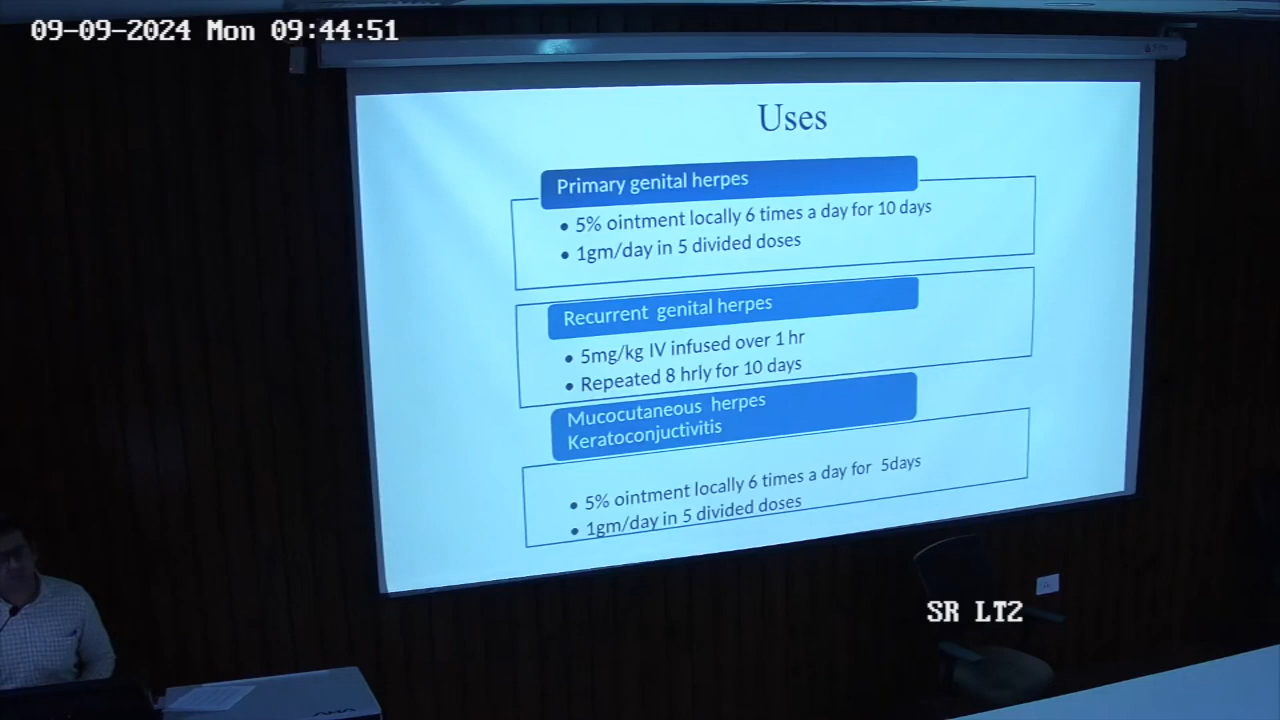 09-09-2024 Mon 09:44:51
Uses
Primary genital herpes
• 5% ointment locally 6 times a day for 10 days
• 1gm/day in 5 divided doses
Recurrent genital herpes
• 5mg/kg IV infused over 1 hr
• Repeated 8 hrly for 10 days
Mucocutaneous herpes
Keratoconjuctivitis
• 5% ointment locally 6 times a day for 5days
• 1gm/day in 5 divided doses
SR LT2